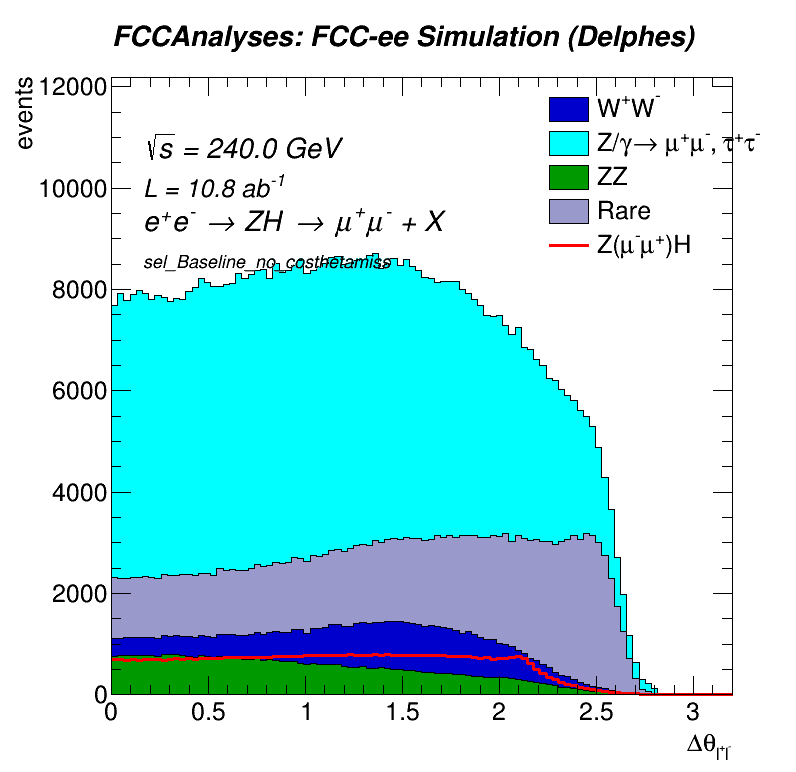 FCCAnalyses: FCC-ee Simulation (Delphes)
events
12000
10000
8000
6000
4000
2000
0
√s = 240.0 GeV
L = 10.8 ab⁻¹
e⁺e⁻ → ZH → μ⁺μ⁻ + X
sel_Baseline_no_costhetamiss
W⁺W⁻
Z/γ→ μ⁺μ⁻, τ⁺τ⁻
ZZ
Rare
Z(μ⁻μ⁺)H
0 0.5 1 1.5 2 2.5 3
Δθ_l⁺l⁻